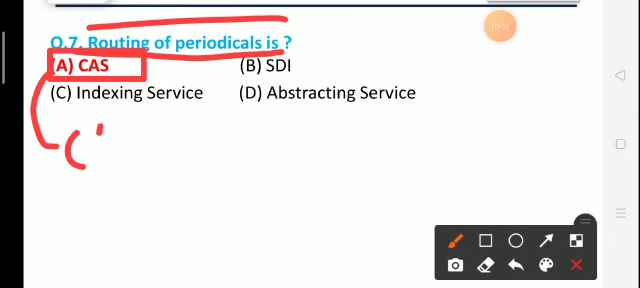 Q.7. Routing of periodicals is ?
(A) CAS (B) SDI
(C) Indexing Service (D) Abstracting Service
(